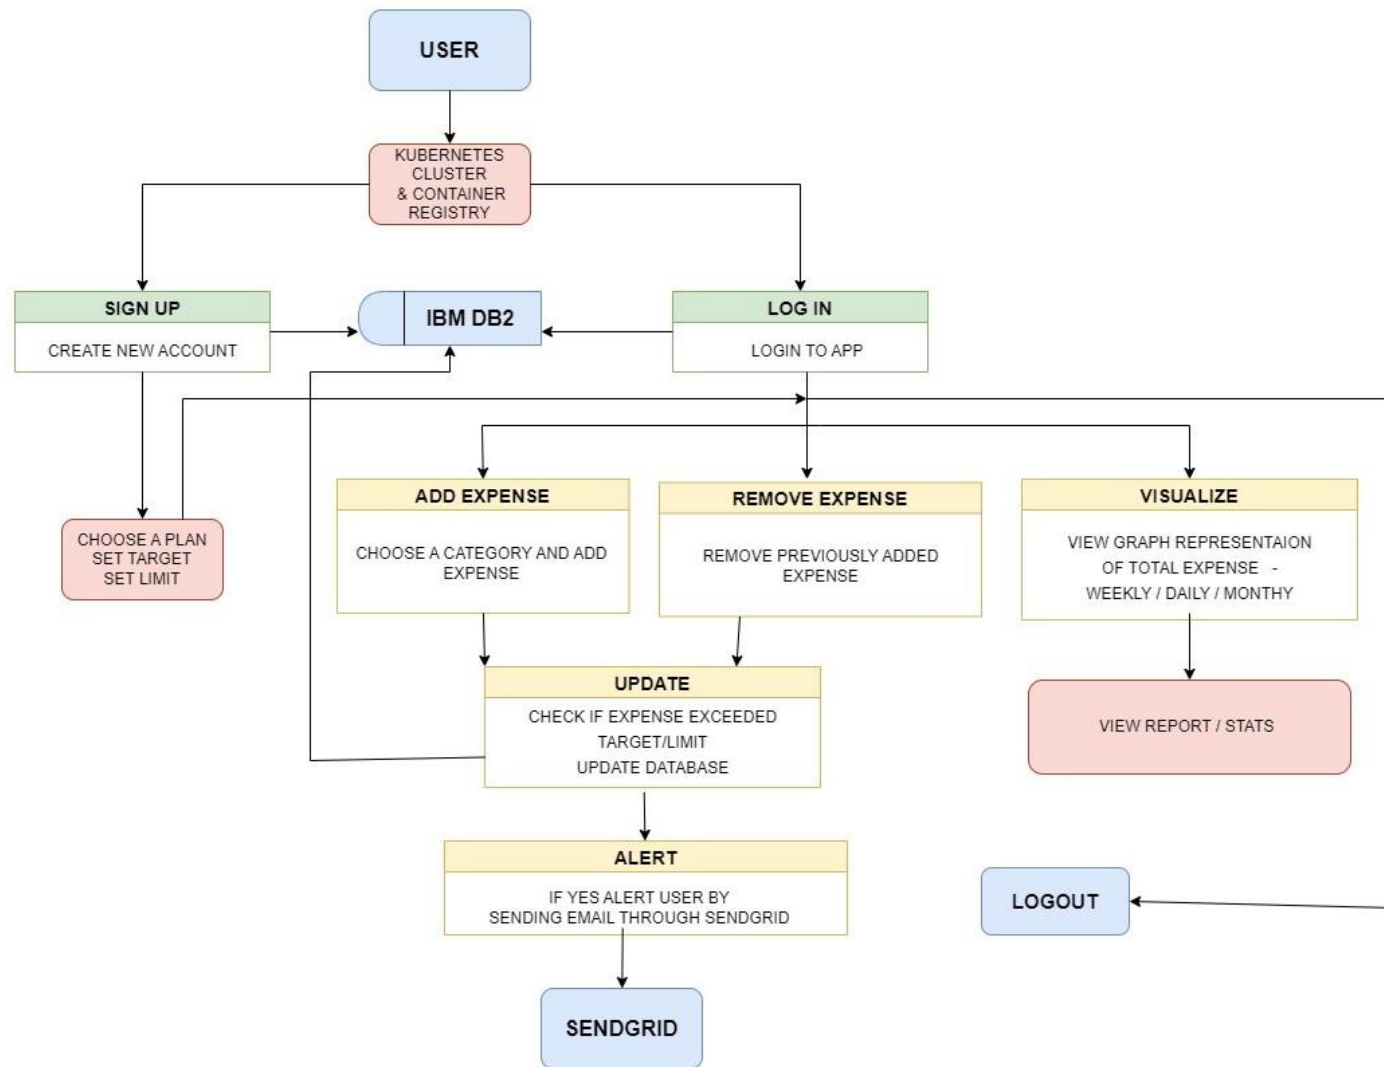 USER
KUBERNETES
CLUSTER
& CONTAINER
REGISTRY
SIGN UP
CREATE NEW ACCOUNT
IBM DB2
LOG IN
LOGIN TO APP
CHOOSE A PLAN
SET TARGET
SET LIMIT
ADD EXPENSE
CHOOSE A CATEGORY AND ADD
EXPENSE
REMOVE EXPENSE
REMOVE PREVIOUSLY ADDED
EXPENSE
VISUALIZE
VIEW GRAPH REPRESENTAION
OF TOTAL EXPENSE -
WEEKLY / DAILY / MONTHY
UPDATE
CHECK IF EXPENSE EXCEEDED
TARGET/LIMIT
UPDATE DATABASE
VIEW REPORT / STATS
ALERT
IF YES ALERT USER BY
SENDING EMAIL THROUGH SENDGRID
LOGOUT
SENDGRID